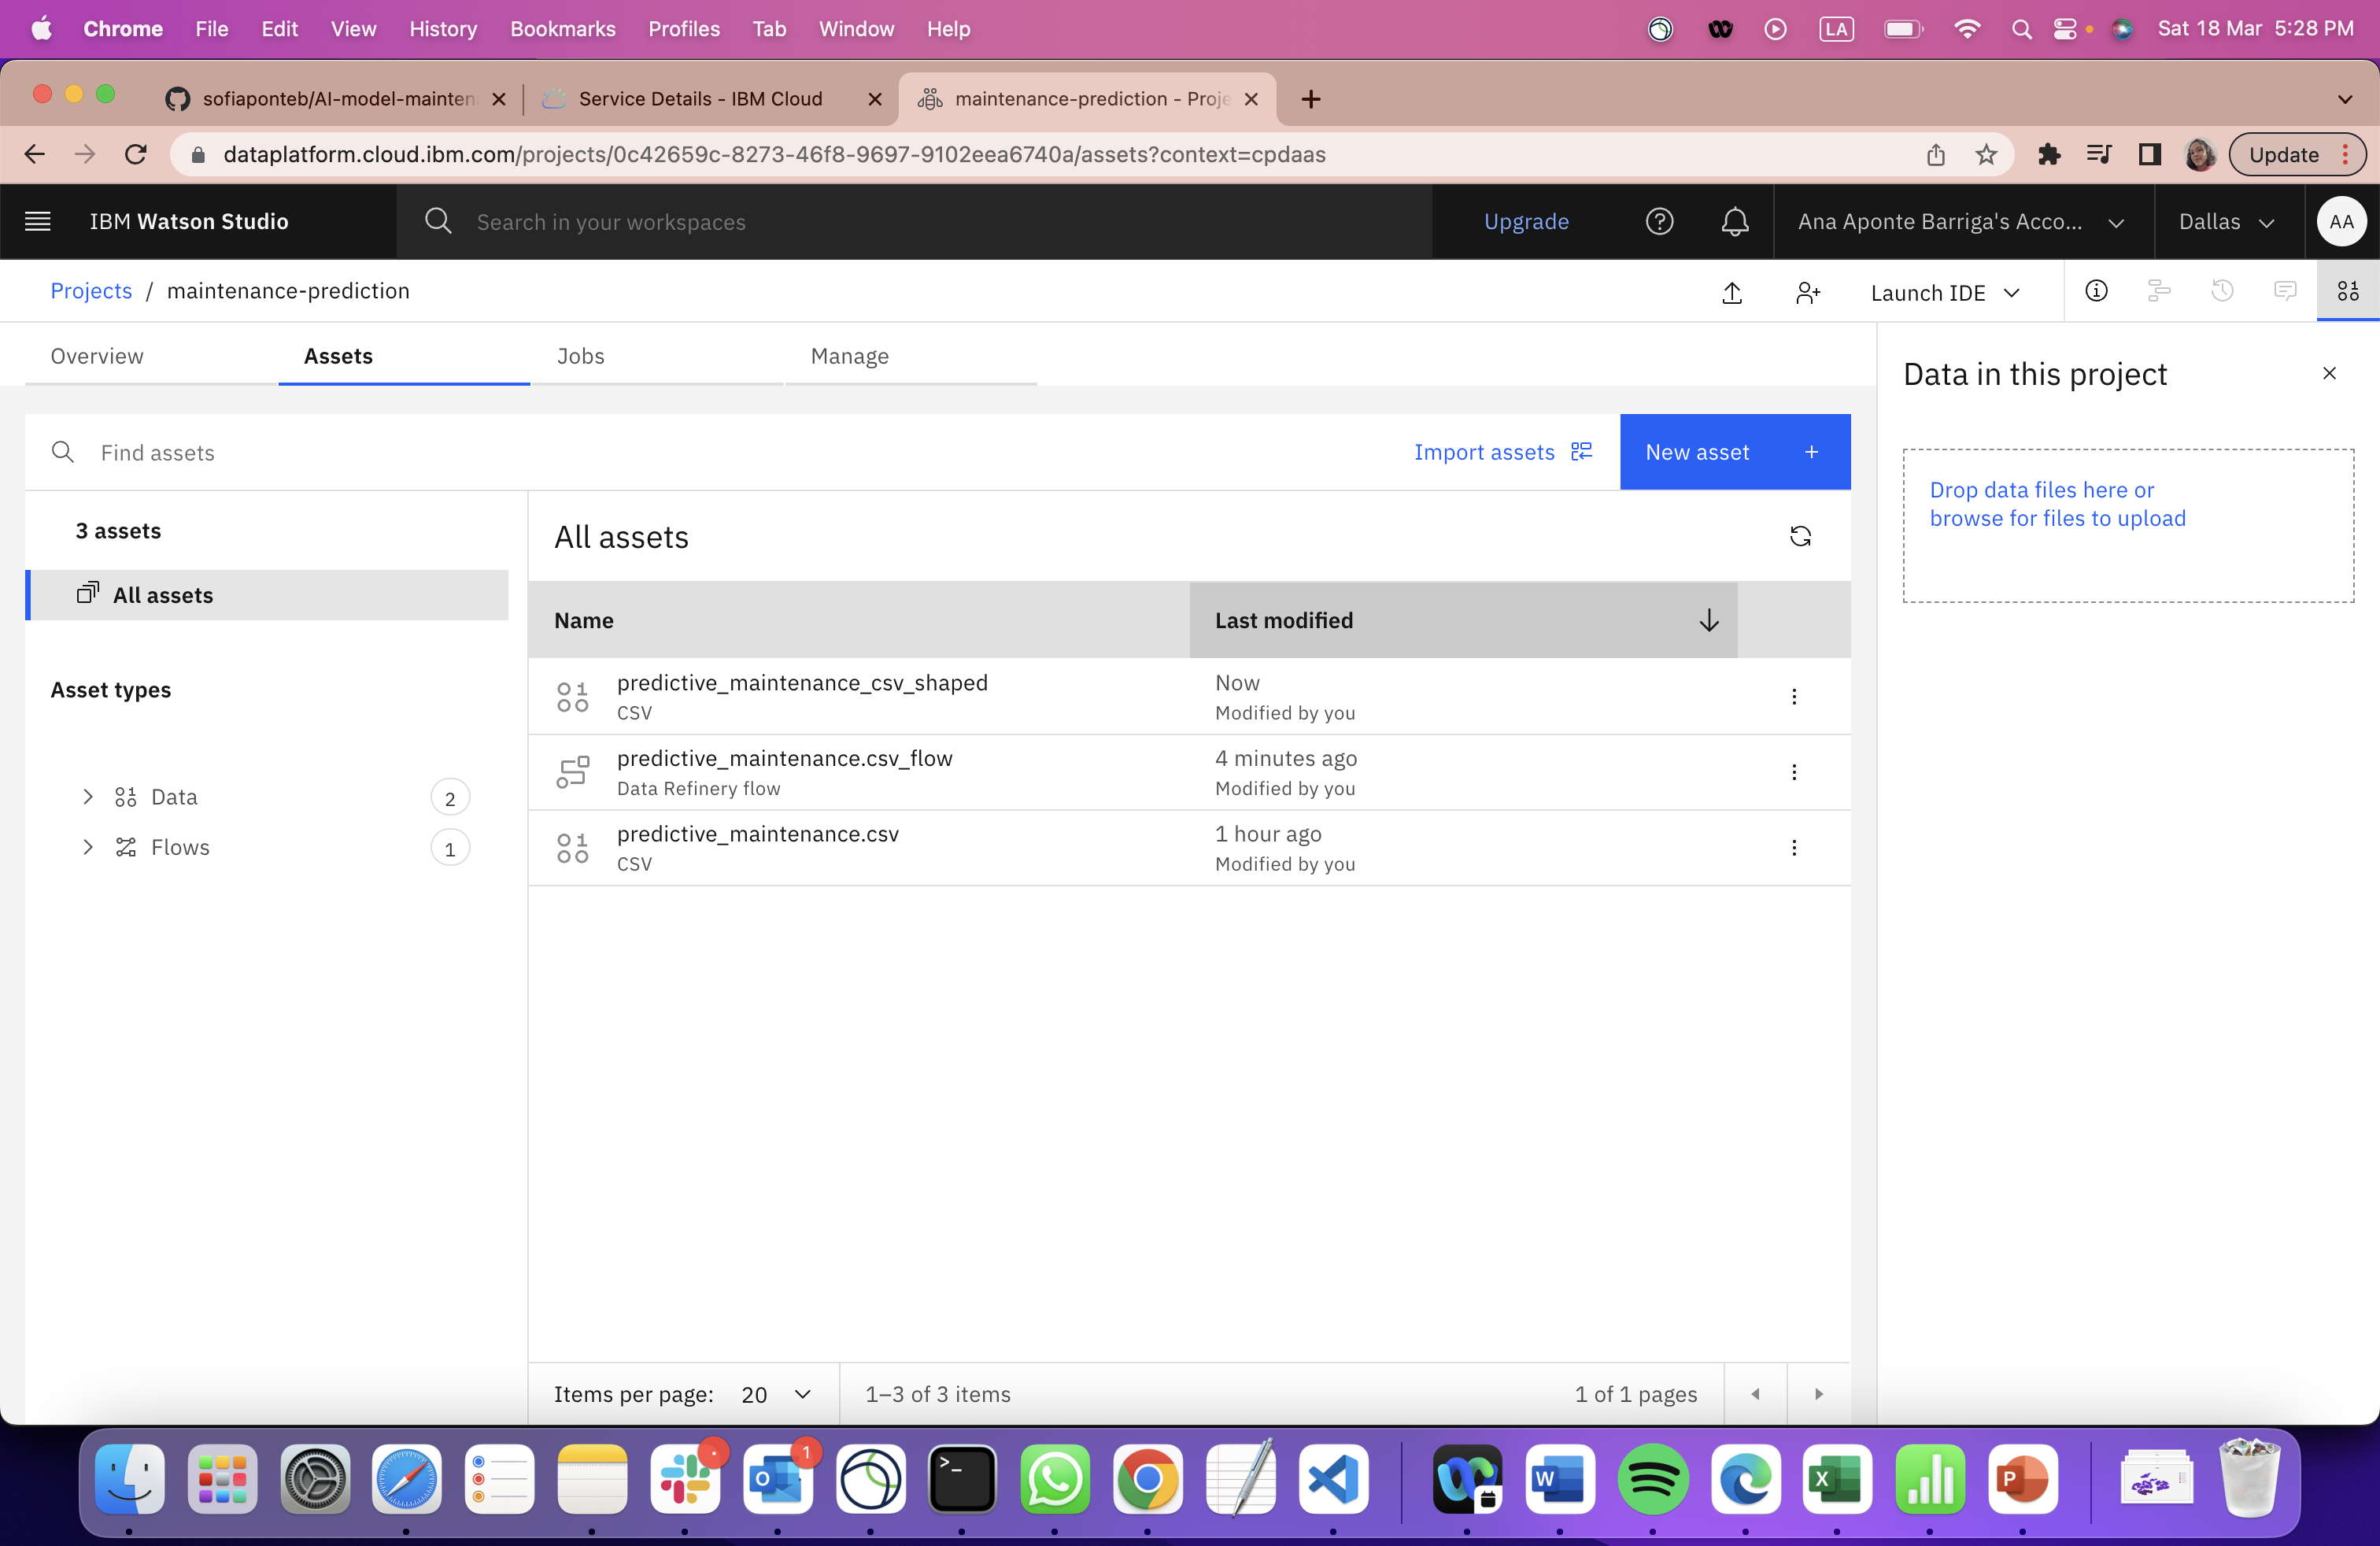 Chrome File Edit View History Bookmarks Profiles Tab Window Help LA Sat 18 Mar 5:28 PM
sofiaponteb/AI-model-mainten Service Details - IBM Cloud maintenance-prediction - Proje
dataplatform.cloud.ibm.com/projects/0c42659c-8273-46f8-9697-9102eea6740a/assets?context=cpdaas Update
IBM Watson Studio Search in your workspaces Upgrade Ana Aponte Barriga's Acco... Dallas AA
Projects / maintenance-prediction Launch IDE
Overview Assets Jobs Manage
Data in this project
Find assets Import assets New asset +
Drop data files here or
browse for files to upload
3 assets
All assets
All assets
Asset types
Data 2
Flows 1
Name Last modified
predictive_maintenance_csv_shaped Now
CSV Modified by you
predictive_maintenance.csv_flow 4 minutes ago
Data Refinery flow Modified by you
predictive_maintenance.csv 1 hour ago
CSV Modified by you
Items per page: 20 1–3 of 3 items 1 of 1 pages
1